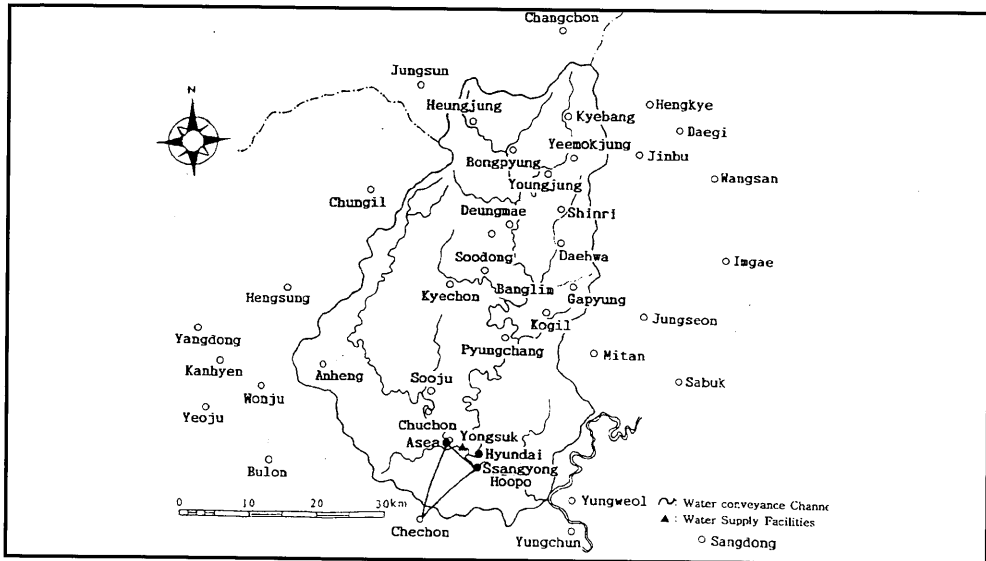 Changchon
Jungsun
N
Heungjung
Hengkye
Kyebang
Daegi
Yeemokjung
Jinbu
Bongpyung
Youngjung
Wangsan
Chungil
Deungmae
Shinri
Soodong
Daehwa
Imgae
Hengsung
Kyechon
Banglim
Gapyung
Kogil
Jungseon
Yangdong
Pyungchang
Mitan
Kanhyen
Anheng
Sooju
Sabuk
Wonju
Yeoju
Chuchon
Yongsuk
Asea
Hyundai
Bulon
Ssangyong
Hoopo
0 10 20 30km
Yungweol
: Water conveyance Channe
Chechon
▲ : Water Supply Facilities
Yungchun
Sangdong